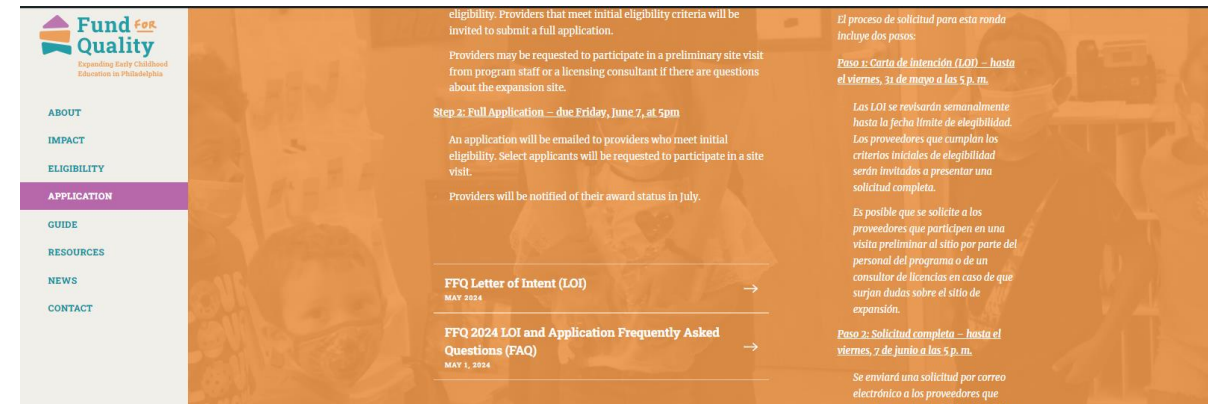 Fund FOR
Quality
Expanding Early Childhood
Education in Philadelphia
ABOUT
IMPACT
ELIGIBILITY
APPLICATION
GUIDE
RESOURCES
NEWS
CONTACT
eligibility. Providers that meet initial eligibility criteria will be
invited to submit a full application.
Providers may be requested to participate in a preliminary site visit
from program staff or a licensing consultant if there are questions
about the expansion site.
Step 2: Full Application – due Friday, June 7, at 5pm
An application will be emailed to providers who meet initial
eligibility. Select applicants will be requested to participate in a site
visit.
Providers will be notified of their award status in July.
FFQ Letter of Intent (LOI)
MAY 2024
FFQ 2024 LOI and Application Frequently Asked
Questions (FAQ)
MAY 1, 2024
El proceso de solicitud para esta ronda
incluye dos pasos:
Paso 1: Carta de intención (LOI) – hasta
el viernes, 31 de mayo a las 5 p. m.
Las LOI se revisarán semanalmente
hasta la fecha límite de elegibilidad.
Los proveedores que cumplan los
criterios iniciales de elegibilidad
serán invitados a presentar una
solicitud completa.
Es posible que se solicite a los
proveedores que participen en una
visita preliminar al sitio por parte del
personal del programa o de un
consultor de licencias en caso de que
surjan dudas sobre el sitio de
expansión.
Paso 2: Solicitud completa – hasta el
viernes, 7 de junio a las 5 p. m.
Se enviará una solicitud por correo
electrónico a los proveedores que